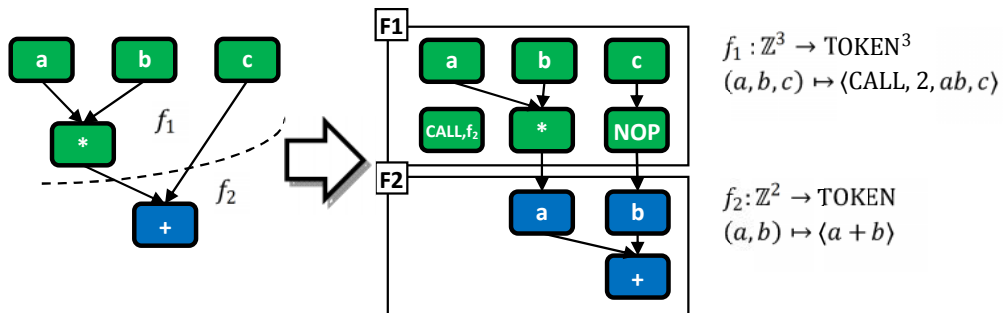 a b c
f₁
*
f₂
+
F1
a b c
CALL,f₂ * NOP
F2
a b
+
f₁ : ℤ³ → TOKEN³
(a, b, c) ↦ ⟨CALL, 2, ab, c⟩
f₂: ℤ² → TOKEN
(a, b) ↦ ⟨a + b⟩